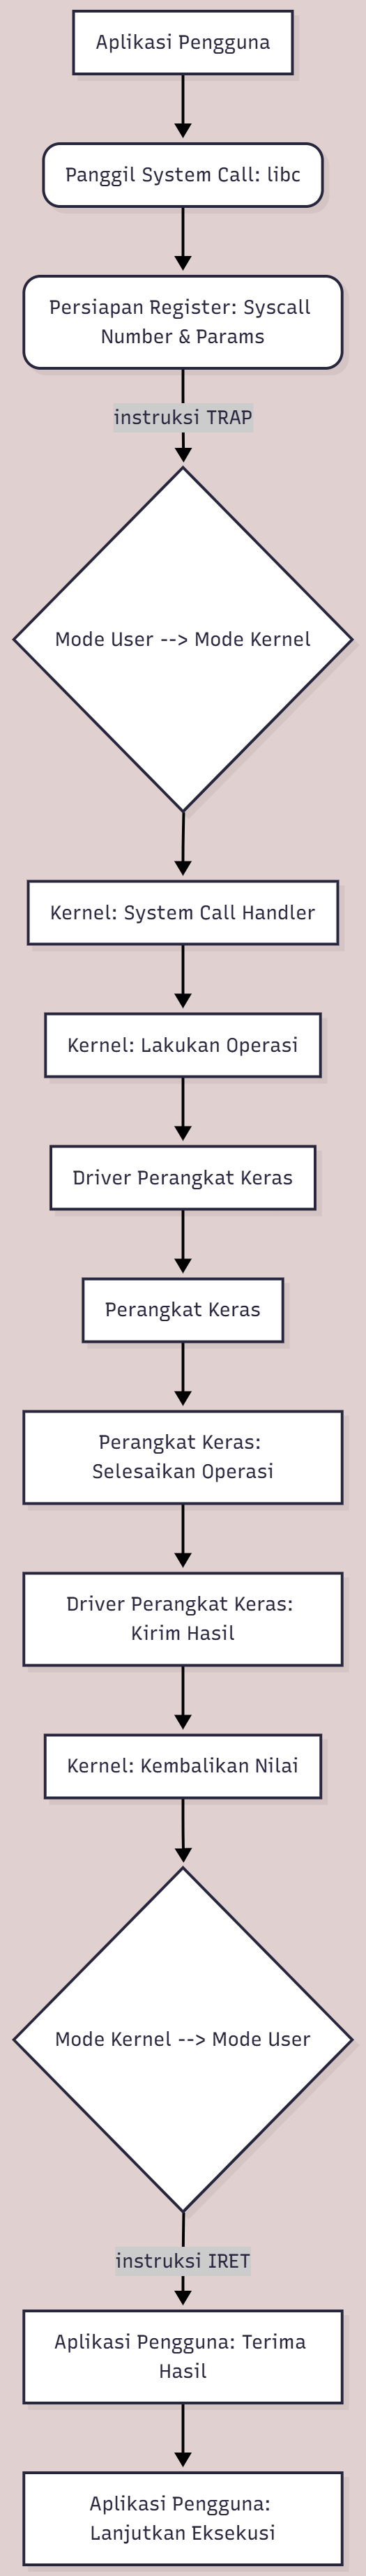 Aplikasi Pengguna
Panggil System Call: libc
Persiapan Register: Syscall
Number & Params
instruksi TRAP
Mode User --> Mode Kernel
Kernel: System Call Handler
Kernel: Lakukan Operasi
Driver Perangkat Keras
Perangkat Keras
Perangkat Keras:
Selesaikan Operasi
Driver Perangkat Keras:
Kirim Hasil
Kernel: Kembalikan Nilai
Mode Kernel --> Mode User
instruksi IRET
Aplikasi Pengguna: Terima
Hasil
Aplikasi Pengguna:
Lanjutkan Eksekusi